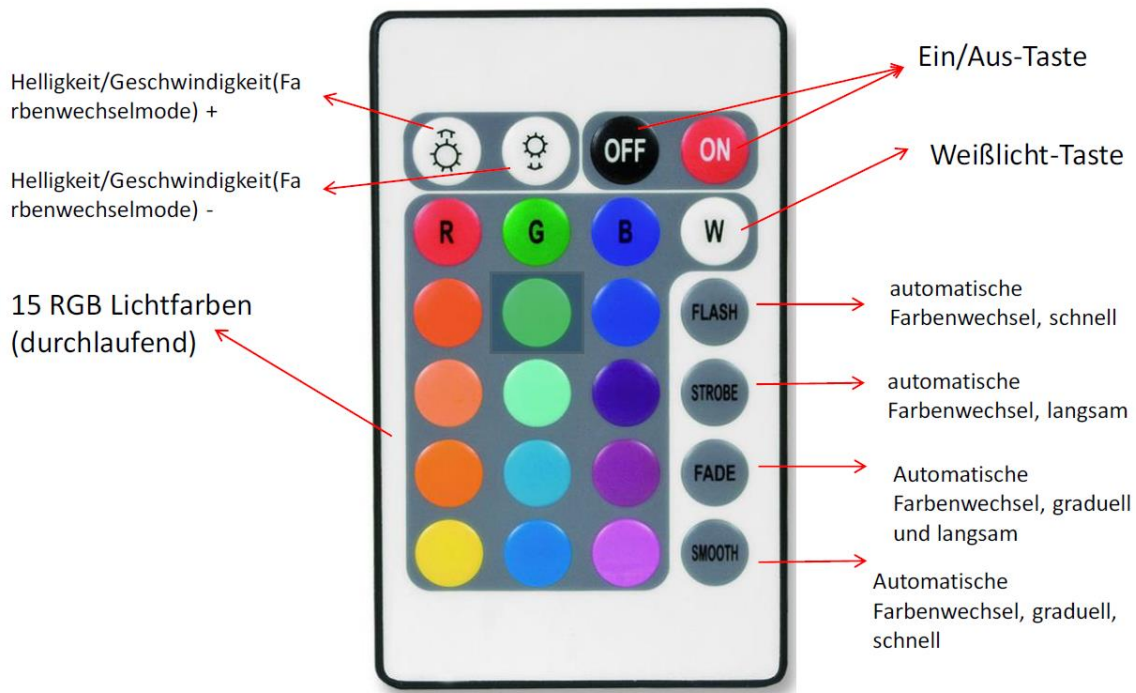 Helligkeit/Geschwindigkeit(Fa
rbenwechselmode) +
Helligkeit/Geschwindigkeit(Fa
rbenwechselmode) -
15 RGB Lichtfarben
(durchlaufend)
OFF
ON
R
G
B
W
FLASH
STROBE
FADE
SMOOTH
Ein/Aus-Taste
Weißlicht-Taste
automatische
Farbenwechsel, schnell
automatische
Farbenwechsel, langsam
Automatische
Farbenwechsel, graduell
und langsam
Automatische
Farbenwechsel, graduell,
schnell